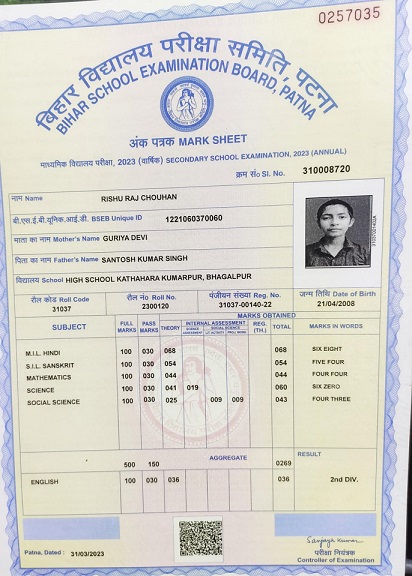 0257035
बिहार विद्यालय परीक्षा समिति, पटना
BIHAR SCHOOL EXAMINATION BOARD, PATNA
अंक पत्रक MARK SHEET
माध्यमिक विद्यालय परीक्षा, 2023 (वार्षिक) SECONDARY SCHOOL EXAMINATION, 2023 (ANNUAL)
क्रम सं० Sl. No. 310008720
नाम Name RISHU RAJ CHOUHAN
बी.एस.ई.बी.यूनिक.आई.डी. BSEB Unique ID 1221060370060
माता का नाम Mother's Name GURIYA DEVI
पिता का नाम Father's Name SANTOSH KUMAR SINGH
विद्यालय School HIGH SCHOOL KATHAHARA KUMARPUR, BHAGALPUR
रौल कोड Roll Code रौल नं० Roll No. पंजीयन संख्या Reg. No. जन्म तिथि Date of Birth
31037 2300120 31037-00140-22 21/04/2008
MARKS OBTAINED
SUBJECT FULL MARKS PASS MARKS THEORY INTERNAL ASSESSMENT REG. (TH.) TOTAL MARKS IN WORDS
M.I.L. HINDI 100 030 068 068 SIX EIGHT
S.I.L. SANSKRIT 100 030 054 054 FIVE FOUR
MATHEMATICS 100 030 044 044 FOUR FOUR
SCIENCE 100 030 041 019 060 SIX ZERO
SOCIAL SCIENCE 100 030 025 009 009 043 FOUR THREE
AGGREGATE RESULT
500 150 0269
ENGLISH 100 030 036 036 2nd DIV.
Patna, Dated : 31/03/2023
परीक्षा नियंत्रक
Controller of Examination